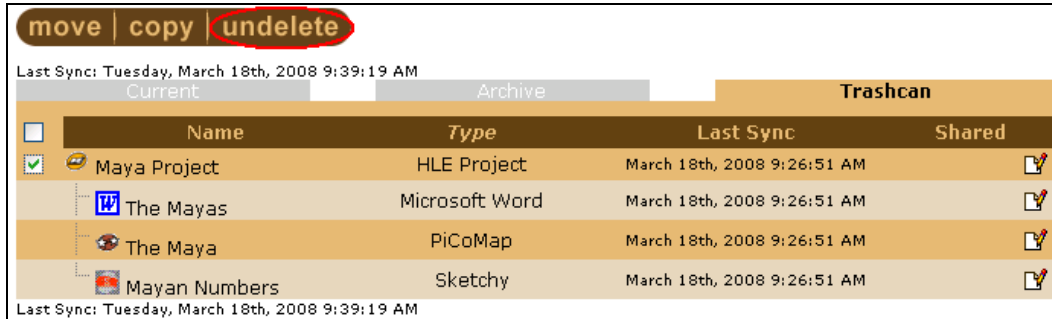 move | copy | undelete
Last Sync: Tuesday, March 18th, 2008 9:39:19 AM
Current Archive Trashcan
Name Type Last Sync Shared
Maya Project HLE Project March 18th, 2008 9:26:51 AM
The Mayas Microsoft Word March 18th, 2008 9:26:51 AM
The Maya PiCoMap March 18th, 2008 9:26:51 AM
Mayan Numbers Sketchy March 18th, 2008 9:26:51 AM
Last Sync: Tuesday, March 18th, 2008 9:39:19 AM